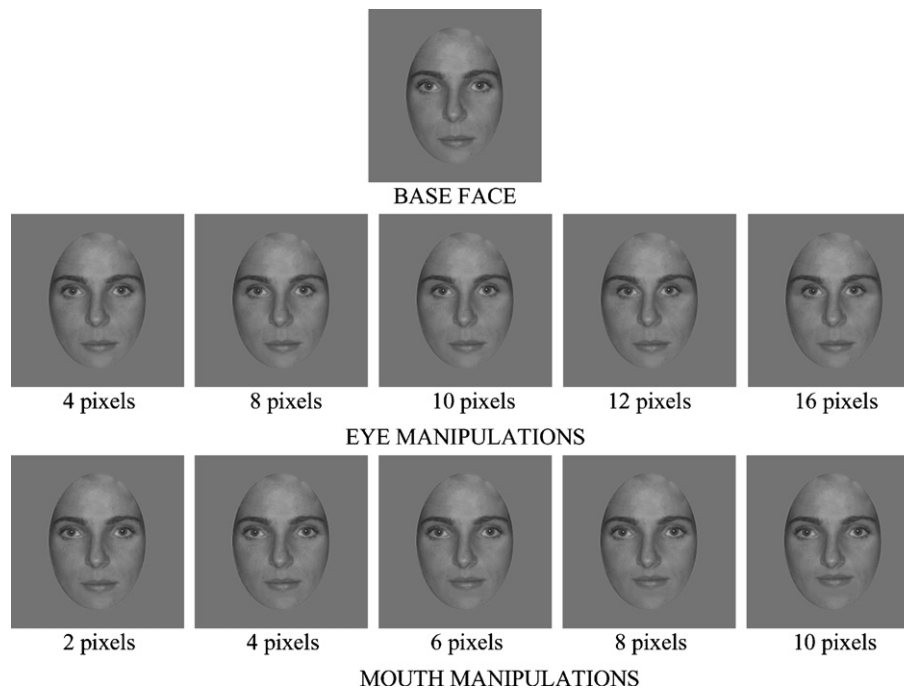 BASE FACE
4 pixels 8 pixels 10 pixels 12 pixels 16 pixels
EYE MANIPULATIONS
2 pixels 4 pixels 6 pixels 8 pixels 10 pixels
MOUTH MANIPULATIONS